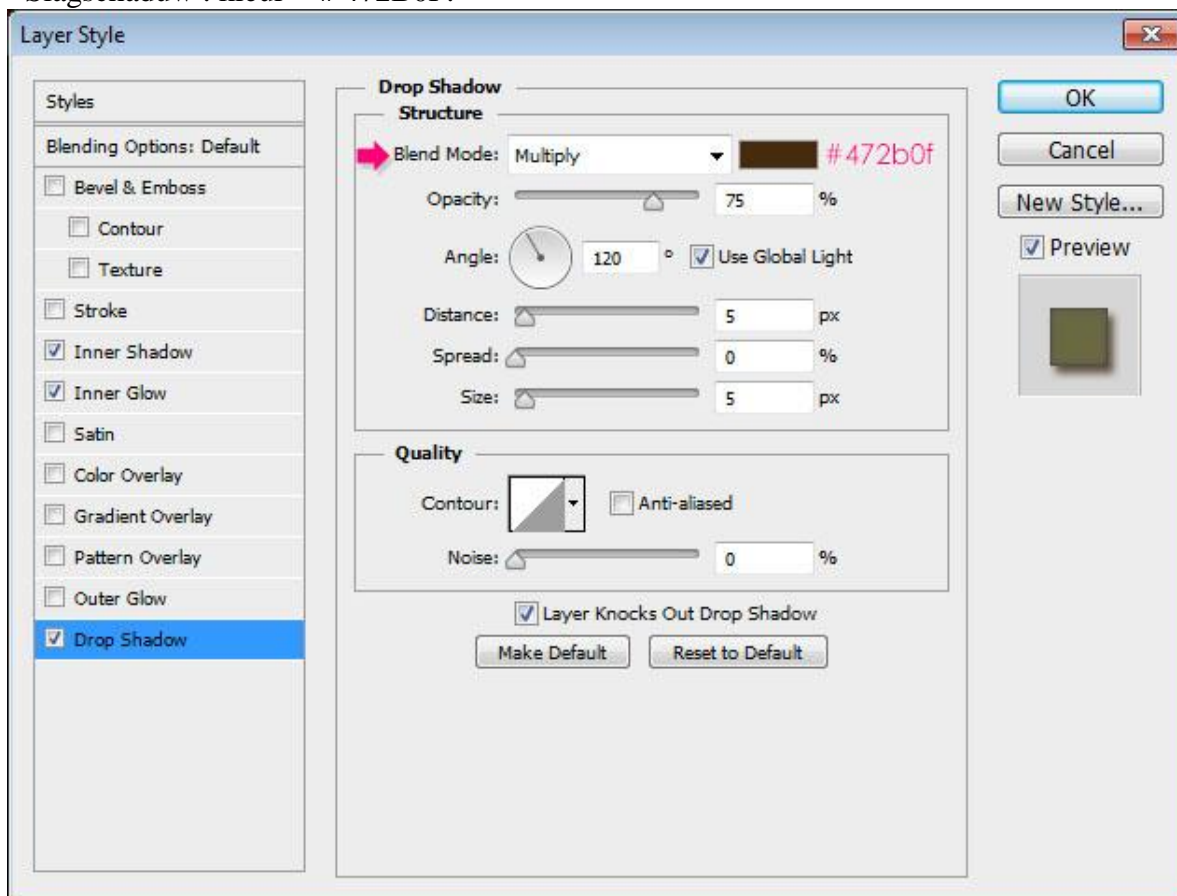 Layer Style
Styles
Blending Options: Default
Bevel & Emboss
Contour
Texture
Stroke
Inner Shadow
Inner Glow
Satin
Color Overlay
Gradient Overlay
Pattern Overlay
Outer Glow
Drop Shadow
Drop Shadow
Structure
Blend Mode: Multiply #472b0f
Opacity: 75 %
Angle: 120 ° Use Global Light
Distance: 5 px
Spread: 0 %
Size: 5 px
Quality
Contour: Anti-aliased
Noise: 0 %
Layer Knocks Out Drop Shadow
Make Default Reset to Default
OK
Cancel
New Style...
Preview